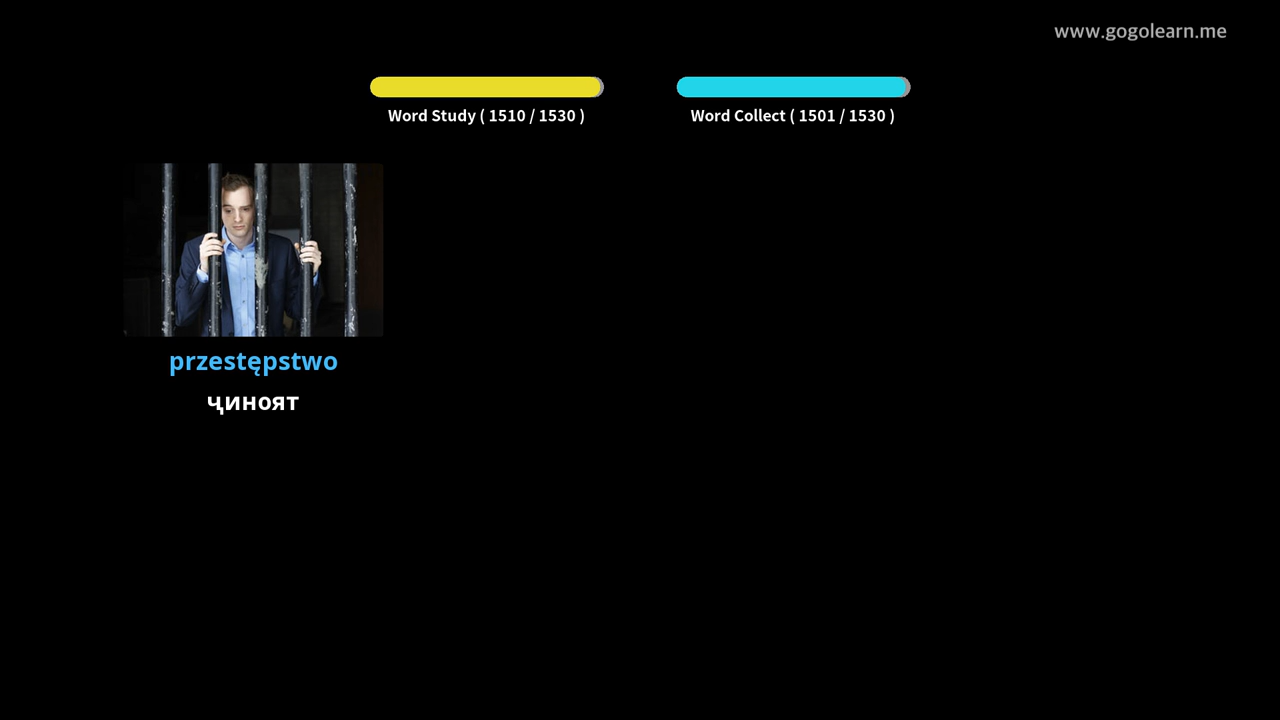 www.gogolearn.me
Word Study ( 1510 / 1530 )
Word Collect ( 1501 / 1530 )
przestępstwo
ҷиноят